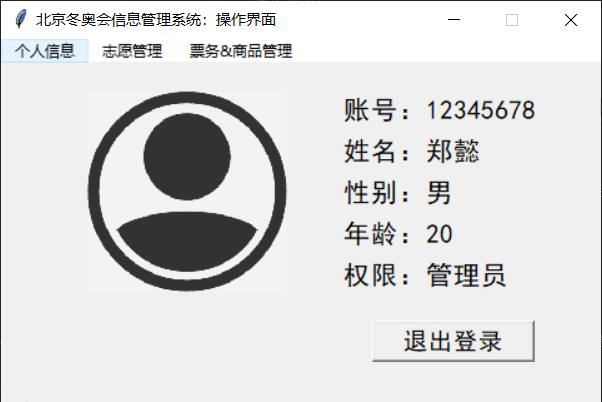 北京冬奥会信息管理系统：操作界面
个人信息 志愿管理 票务&商品管理
账号：12345678
姓名：郑懿
性别：男
年龄：20
权限：管理员
退出登录